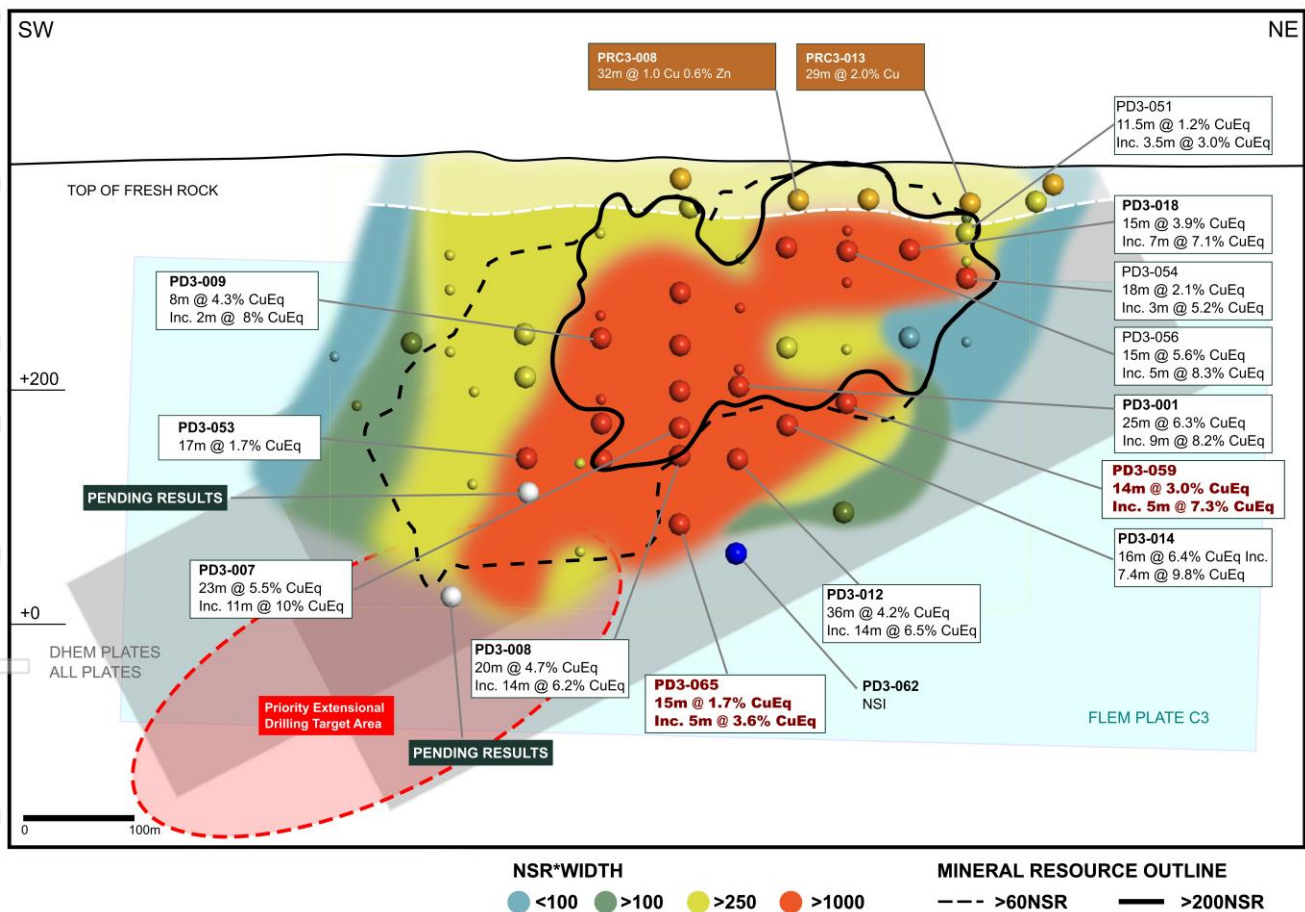 SW
NE
PRC3-008
32m @ 1.0 Cu 0.6% Zn
PRC3-013
29m @ 2.0% Cu
PD3-051
11.5m @ 1.2% CuEq
Inc. 3.5m @ 3.0% CuEq
TOP OF FRESH ROCK
PD3-018
15m @ 3.9% CuEq
Inc. 7m @ 7.1% CuEq
PD3-009
8m @ 4.3% CuEq
Inc. 2m @ 8% CuEq
PD3-054
18m @ 2.1% CuEq
Inc. 3m @ 5.2% CuEq
PD3-056
15m @ 5.6% CuEq
Inc. 5m @ 8.3% CuEq
+200
PD3-001
25m @ 6.3% CuEq
Inc. 9m @ 8.2% CuEq
PD3-053
17m @ 1.7% CuEq
PD3-059
14m @ 3.0% CuEq
Inc. 5m @ 7.3% CuEq
PENDING RESULTS
PD3-014
16m @ 6.4% CuEq Inc.
7.4m @ 9.8% CuEq
PD3-007
23m @ 5.5% CuEq
Inc. 11m @ 10% CuEq
PD3-012
36m @ 4.2% CuEq
Inc. 14m @ 6.5% CuEq
+0
DHEM PLATES
ALL PLATES
PD3-008
20m @ 4.7% CuEq
Inc. 14m @ 6.2% CuEq
PD3-065
15m @ 1.7% CuEq
Inc. 5m @ 3.6% CuEq
PD3-062
NSI
Priority Extensional
Drilling Target Area
FLEM PLATE C3
PENDING RESULTS
0 100m
NSR*WIDTH
<100 >100 >250 >1000
MINERAL RESOURCE OUTLINE
>60NSR >200NSR